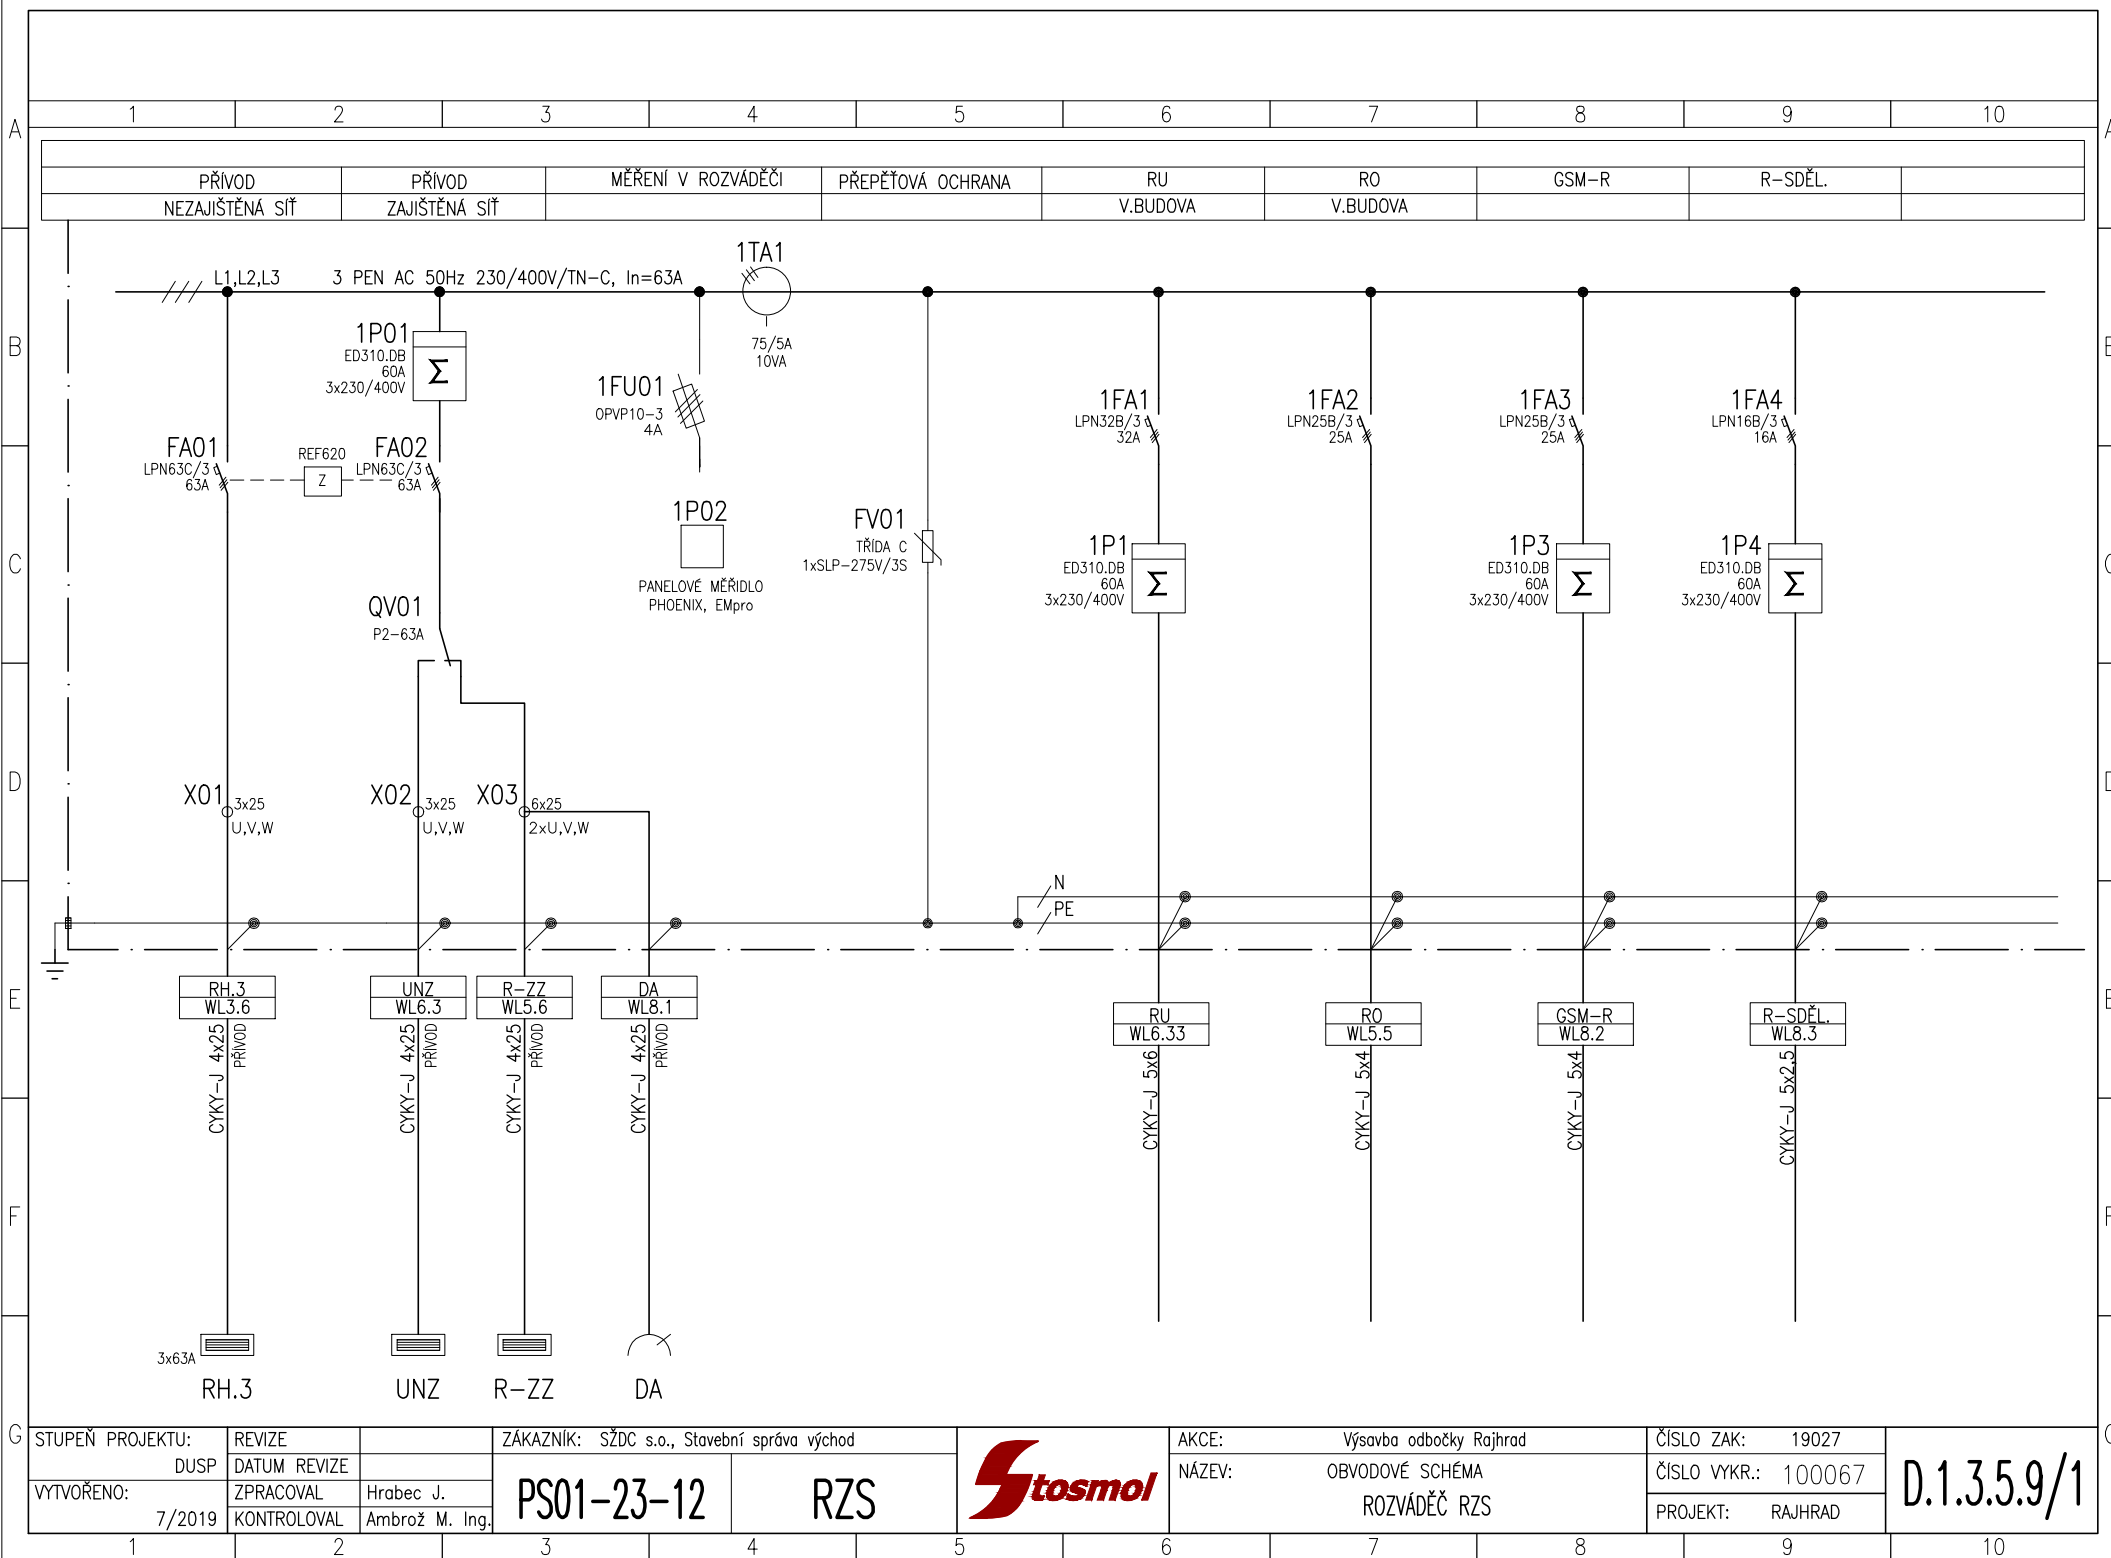 1 2 3 4 5 6 7 8 9 10
A A
PŘÍVOD PŘÍVOD MĚŘENÍ V ROZVÁDĚČI PŘEPĚŤOVÁ OCHRANA RU RO GSM-R R-SDĚL.
NEZAJIŠTĚNÁ SÍŤ ZAJIŠTĚNÁ SÍŤ V.BUDOVA V.BUDOVA
L1,L2,L3 3 PEN AC 50Hz 230/400V/TN-C, In=63A
1TA1
75/5A
10VA
B
1P01
ED310.DB
60A
3x230/400V
Σ
1FU01
OPVP10-3
4A
1FA1
LPN32B/3
32A
1FA2
LPN25B/3
25A
1FA3
LPN25B/3
25A
1FA4
LPN16B/3
16A
FA01
LPN63C/3
63A
REF620
Z
FA02
LPN63C/3
63A
1P02
PANELOVÉ MĚŘIDLO
PHOENIX, EMpro
FV01
TŘÍDA C
1xSLP-275V/3S
1P1
ED310.DB
60A
3x230/400V
Σ
1P3
ED310.DB
60A
3x230/400V
Σ
1P4
ED310.DB
60A
3x230/400V
Σ
C
QV01
P2-63A
D
X01 3x25
U,V,W
X02 3x25
U,V,W
X03 6x25
2xU,V,W
N
PE
E
RH.3
WL3.6
UNZ
WL6.3
R-ZZ
WL5.6
DA
WL8.1
RU
WL6.33
RO
WL5.5
GSM-R
WL8.2
R-SDĚL.
WL8.3
CYKY-J 4x25
PŘÍVOD
CYKY-J 4x25
PŘÍVOD
CYKY-J 4x25
PŘÍVOD
CYKY-J 4x25
PŘÍVOD
CYKY-J 5x6
CYKY-J 5x4
CYKY-J 5x4
CYKY-J 5x2,5
F
3x63A
RH.3 UNZ R-ZZ DA
G
STUPEŇ PROJEKTU:
DUSP
VYTVOŘENO:
7/2019
REVIZE
DATUM REVIZE
ZPRACOVAL Hrabec J.
KONTROLOVAL Ambrož M. Ing.
ZÁKAZNÍK: SŽDC s.o., Stavební správa východ
PS01-23-12 RZS
Stosmol
AKCE: Výsavba odbočky Rajhrad
NÁZEV: OBVODOVÉ SCHÉMA
ROZVÁDĚČ RZS
ČÍSLO ZAK: 19027
ČÍSLO VYKR.: 100067
PROJEKT: RAJHRAD
D.1.3.5.9/1
1 2 3 4 5 6 7 8 9 10